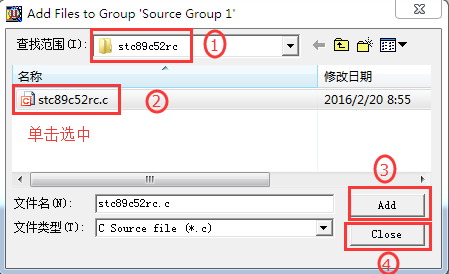 Add Files to Group 'Source Group 1'
查找范围(I): stc89c52rc ①
名称 修改日期
stc89c52rc.c ② 2016/2/20 8:55
单击选中
③
文件名(N): stc89c52rc.c Add
文件类型(T): C Source file (*.c) Close
④